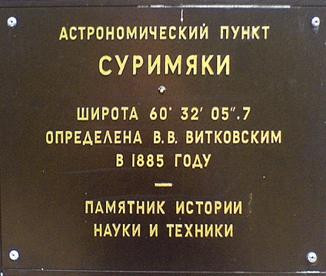 АСТРОНОМИЧЕСКИЙ ПУНКТ
СУРИМЯКИ
ШИРОТА 60° 32′ 05″.7
ОПРЕДЕЛЕНА В.В. ВИТКОВСКИМ
В 1885 ГОДУ
—
ПАМЯТНИК ИСТОРИИ
НАУКИ И ТЕХНИКИ